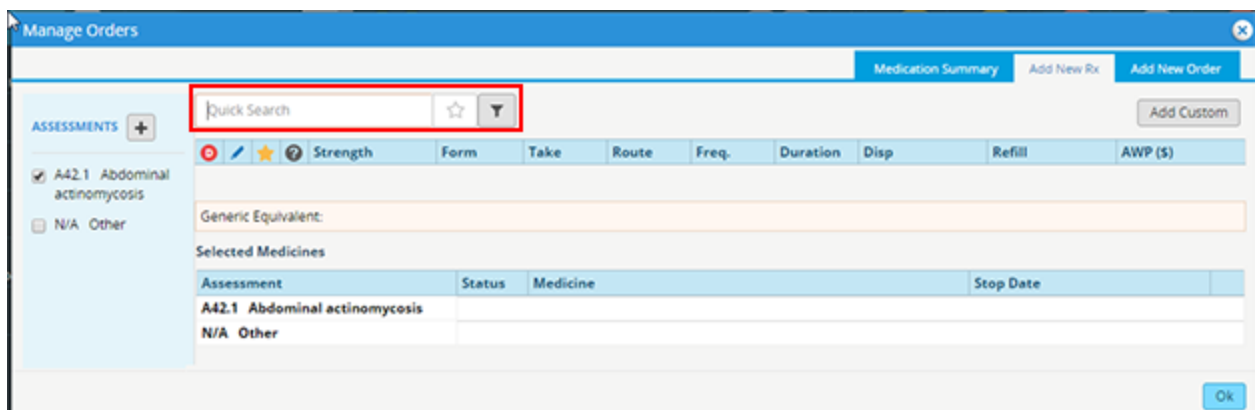 Manage Orders
Medication Summary Add New Rx Add New Order
Quick Search
Add Custom
ASSESSMENTS
Strength Form Take Route Freq. Duration Disp Refill AWP ($)
A42.1 Abdominal
actinomycosis
N/A Other
Generic Equivalent:
Selected Medicines
Assessment Status Medicine Stop Date
A42.1 Abdominal actinomycosis
N/A Other
Ok